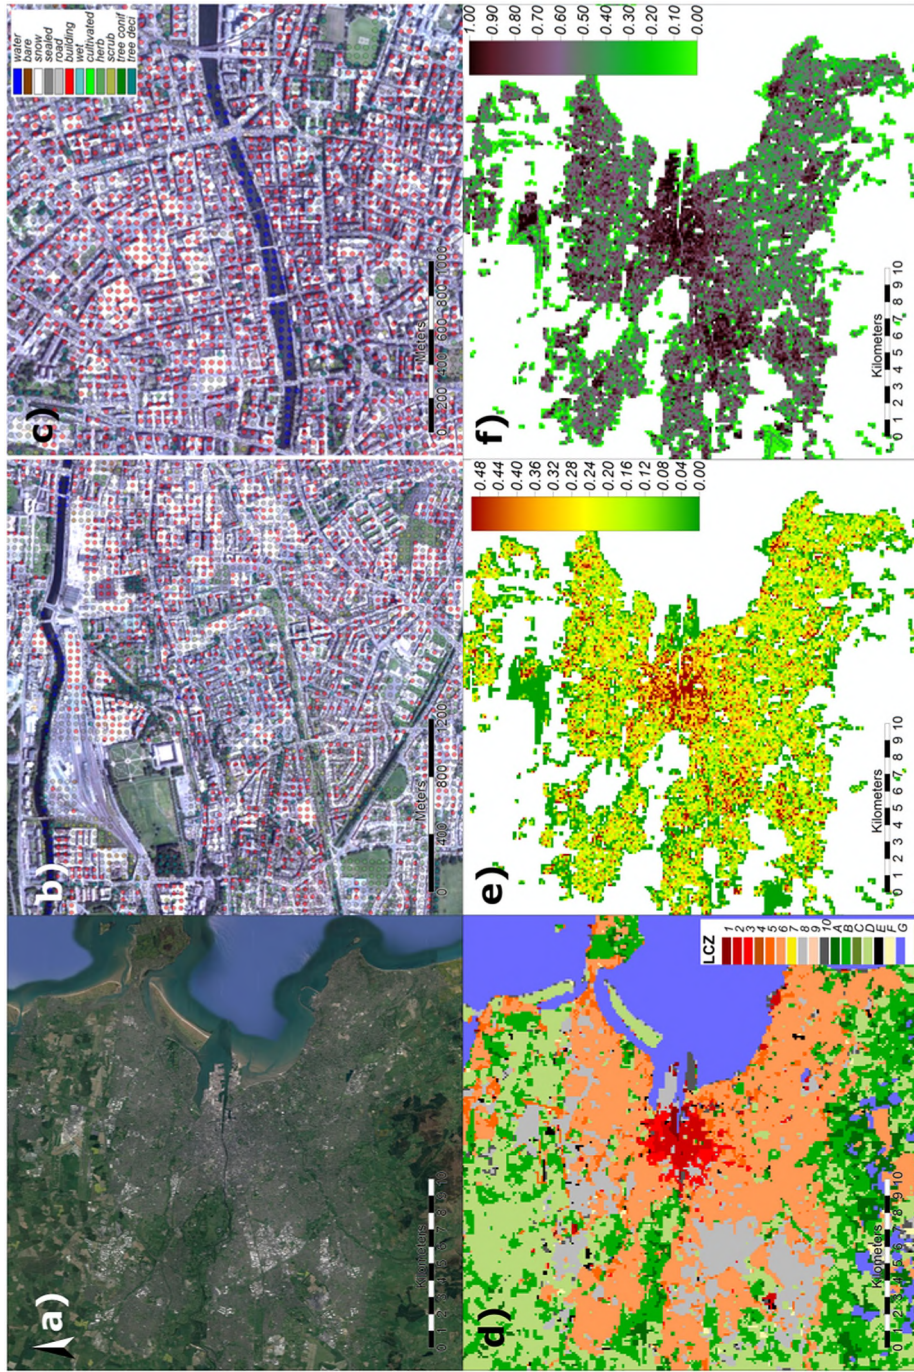 a)
Kilometers
0 1 2 3 4 5 6 7 8 9 10
b)
Meters
0 400 800 1200
c)
water
bare
snow
sealed
road
building
wet
cultivated
herb
scrub
tree conif
tree deci
Meters
0 200 400 600 800 1000
d)
LCZ
1
2
3
4
5
6
7
8
9
10
A
B
C
D
E
F
G
Kilometers
0 1 2 3 4 5 6 7 8 9 10
e)
0.48
0.44
0.40
0.36
0.32
0.28
0.24
0.20
0.16
0.12
0.08
0.04
0.00
Kilometers
0 1 2 3 4 5 6 7 8 9 10
f)
1.00
0.90
0.80
0.70
0.60
0.50
0.40
0.30
0.20
0.10
0.00
Kilometers
0 1 2 3 4 5 6 7 8 9 10